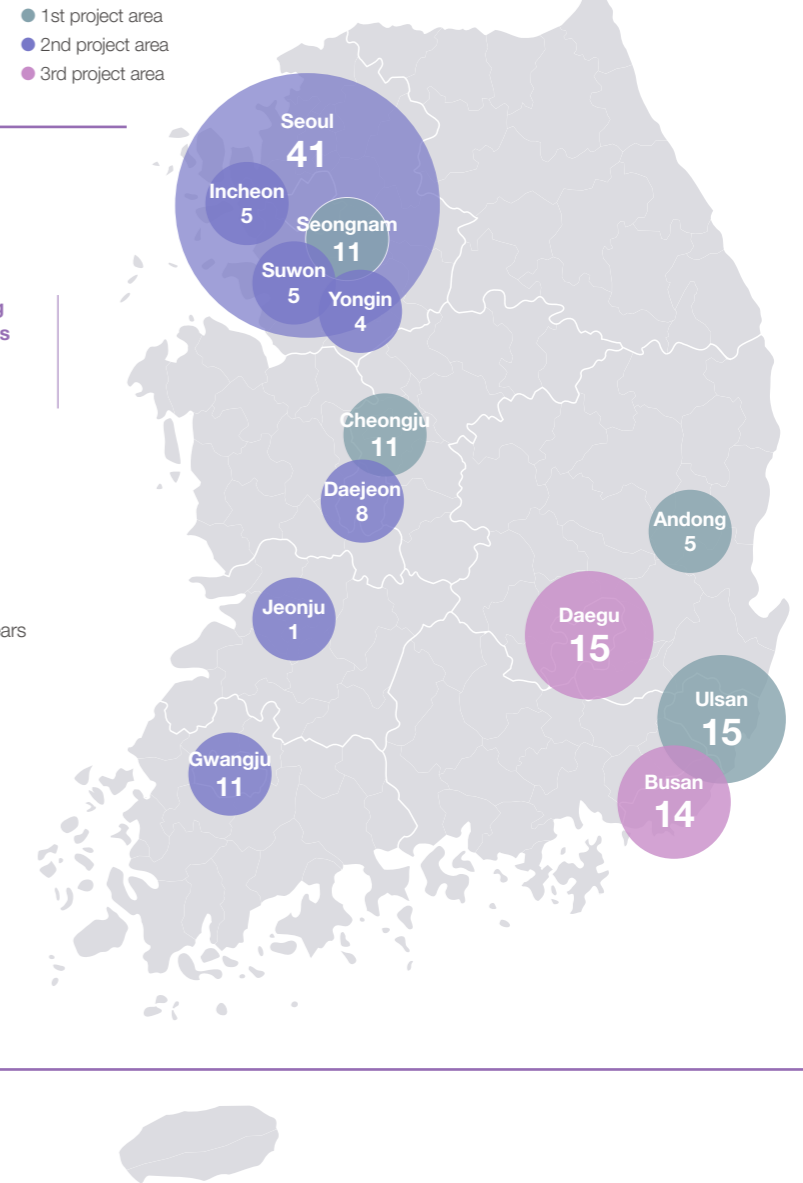 1st project area
2nd project area
3rd project area
Seoul
41
Incheon
5
Seongnam
11
Suwon
5
Yongin
4
Cheongju
11
Daejeon
8
Andong
5
Jeonju
1
Daegu
15
Ulsan
15
Gwangju
11
Busan
14